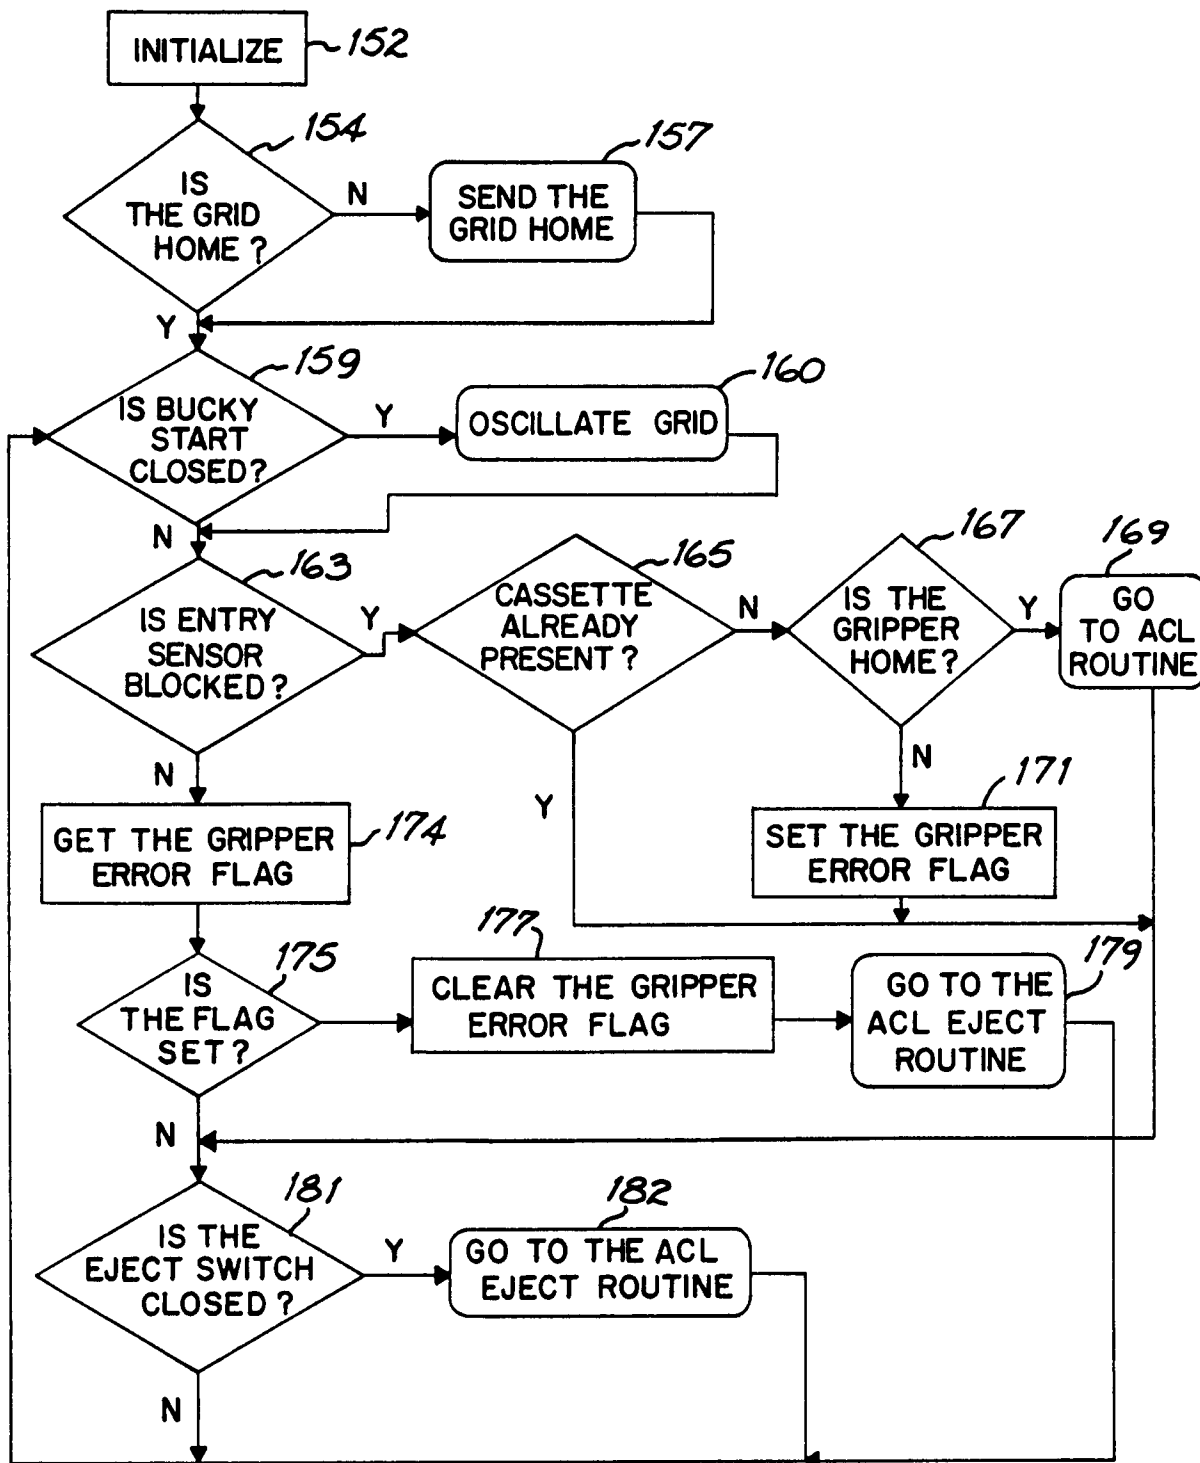 INITIALIZE
152
154
IS
THE GRID
HOME?
N
157
SEND THE
GRID HOME
Y
159
IS BUCKY
START
CLOSED?
Y
160
OSCILLATE GRID
N
163
IS ENTRY
SENSOR
BLOCKED?
Y
165
CASSETTE
ALREADY
PRESENT?
N
167
IS THE
GRIPPER
HOME?
Y
169
GO
TO ACL
ROUTINE
N
Y
N
171
SET THE GRIPPER
ERROR FLAG
GET THE GRIPPER
ERROR FLAG
174
175
IS
THE FLAG
SET?
177
CLEAR THE GRIPPER
ERROR FLAG
179
GO TO THE
ACL EJECT
ROUTINE
N
181
IS THE
EJECT SWITCH
CLOSED?
Y
182
GO TO THE ACL
EJECT ROUTINE
N